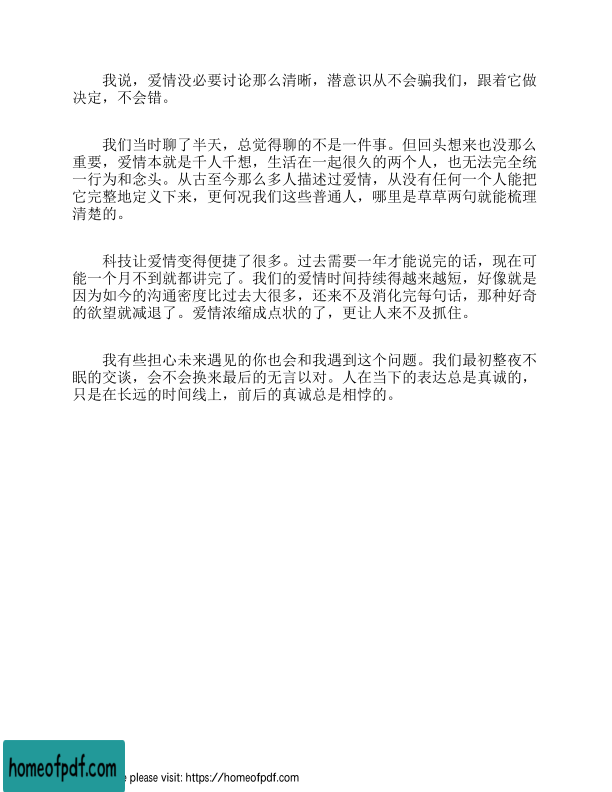 我说，爱情没必要讨论那么清晰，潜意识从不会骗我们，跟着它做
决定，不会错。
我们当时聊了半天，总觉得聊的不是一件事。但回头想来也没那么
重要，爱情本就是千人千想，生活在一起很久的两个人，也无法完全统
一行为和念头。从古至今那么多人描述过爱情，从没有任何一个人能把
它完整地定义下来，更何况我们这些普通人，哪里是草草两句就能梳理
清楚的。
科技让爱情变得便捷了很多。过去需要一年才能说完的话，现在可
能一个月不到就都讲完了。我们的爱情时间持续得越来越短，好像就是
因为如今的沟通密度比过去大很多，还来不及消化完每句话，那种好奇
的欲望就减退了。爱情浓缩成点状的了，更让人来不及抓住。
我有些担心未来遇见的你也会和我遇到这个问题。我们最初整夜不
眠的交谈，会不会换来最后的无言以对。人在当下的表达总是真诚的，
只是在长远的时间线上，前后的真诚总是相悖的。
homeofpdf.com
e please visit: https://homeofpdf.com